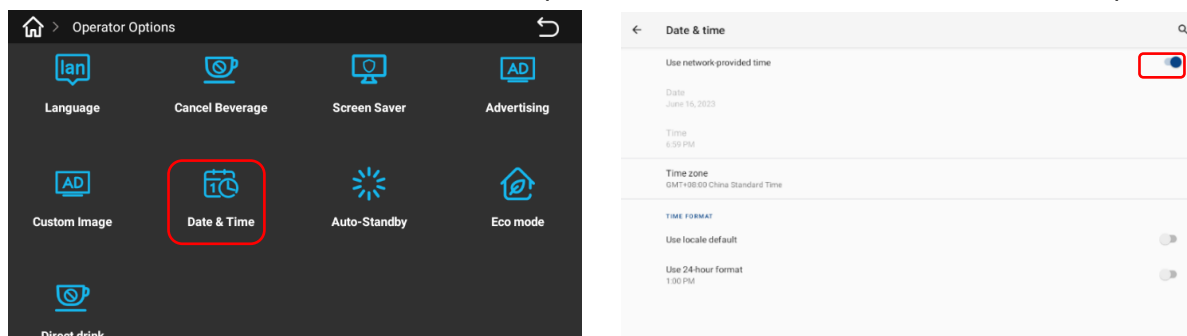 > Operator Options
lan
AD
Language
Cancel Beverage
Screen Saver
Advertising
AD
1
Custom Image
Date & Time
Auto-Standby
Eco mode
Direct drink
Date & time
Use network-provided time
Date
June 16, 2023
Time
6:59 PM
Time zone
GMT+08:00 China Standard Time
TIME FORMAT
Use locale default
Use 24-hour format
1:00 PM